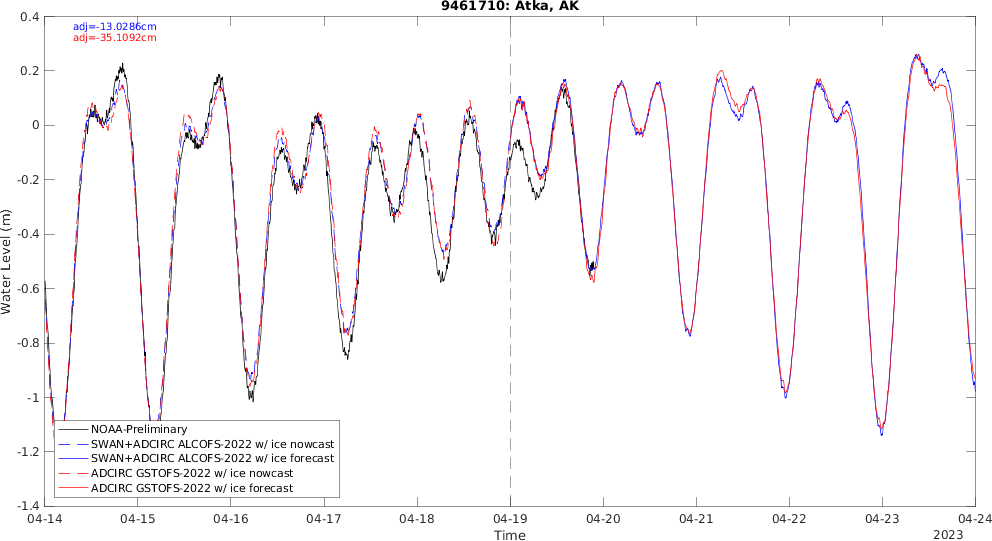 9461710: Atka, AK
adj=-13.0286cm
adj=-35.1092cm
0.4
0.2
0
-0.2
-0.4
-0.6
-0.8
-1
-1.2
-1.4
Water Level (m)
NOAA-Preliminary
SWAN+ADCIRC ALCOFS-2022 w/ ice nowcast
SWAN+ADCIRC ALCOFS-2022 w/ ice forecast
ADCIRC GSTOFS-2022 w/ ice nowcast
ADCIRC GSTOFS-2022 w/ ice forecast
04-14 04-15 04-16 04-17 04-18 04-19 04-20 04-21 04-22 04-23 04-24
Time
2023